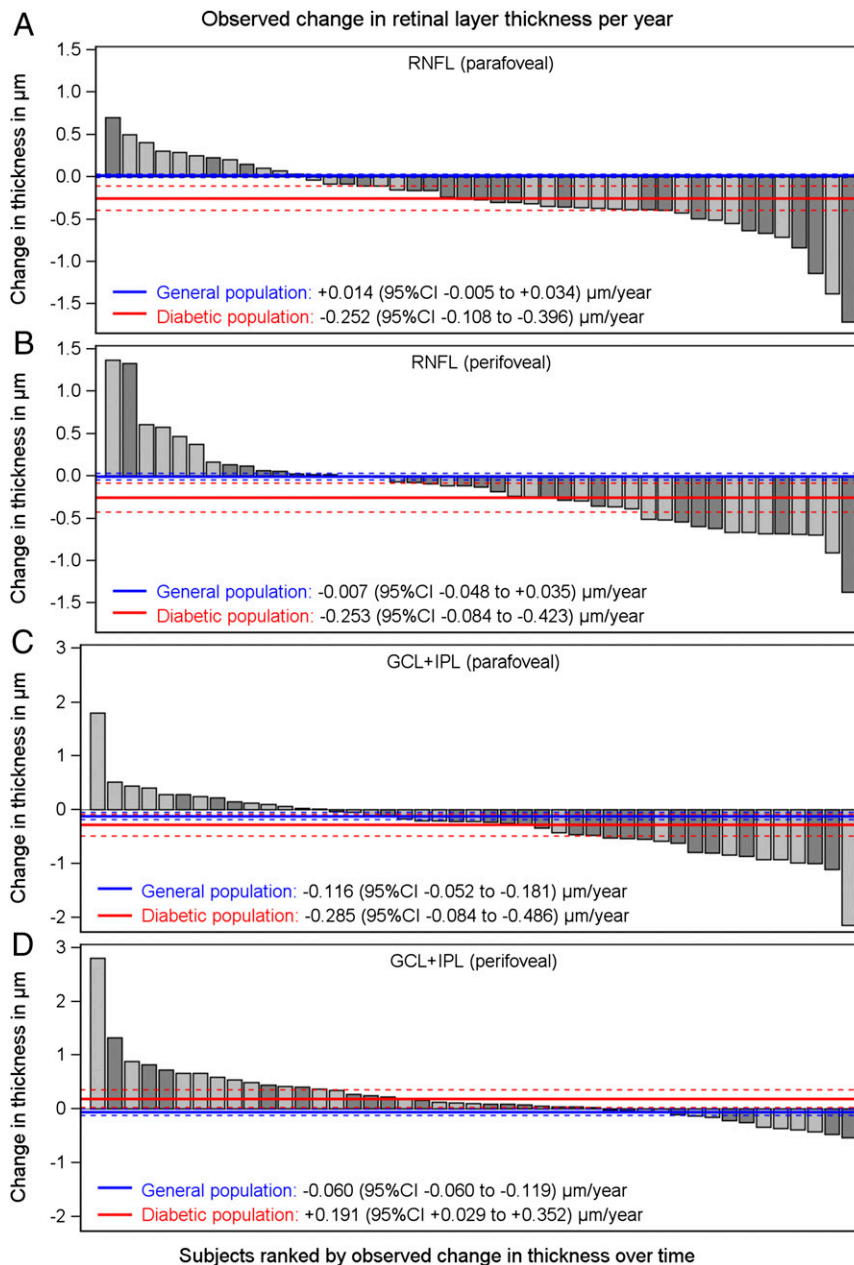 Observed change in retinal layer thickness per year
A
RNFL (parafoveal)
Change in thickness in µm
1.5
1.0
0.5
0.0
-0.5
-1.0
-1.5
General population: +0.014 (95%CI -0.005 to +0.034) µm/year
Diabetic population: -0.252 (95%CI -0.108 to -0.396) µm/year
B
RNFL (perifoveal)
Change in thickness in µm
1.5
1.0
0.5
0.0
-0.5
-1.0
-1.5
General population: -0.007 (95%CI -0.048 to +0.035) µm/year
Diabetic population: -0.253 (95%CI -0.084 to -0.423) µm/year
C
GCL+IPL (parafoveal)
Change in thickness in µm
3
2
1
0
-1
-2
General population: -0.116 (95%CI -0.052 to -0.181) µm/year
Diabetic population: -0.285 (95%CI -0.084 to -0.486) µm/year
D
GCL+IPL (perifoveal)
Change in thickness in µm
3
2
1
0
-1
-2
General population: -0.060 (95%CI -0.060 to -0.119) µm/year
Diabetic population: +0.191 (95%CI +0.029 to +0.352) µm/year
Subjects ranked by observed change in thickness over time